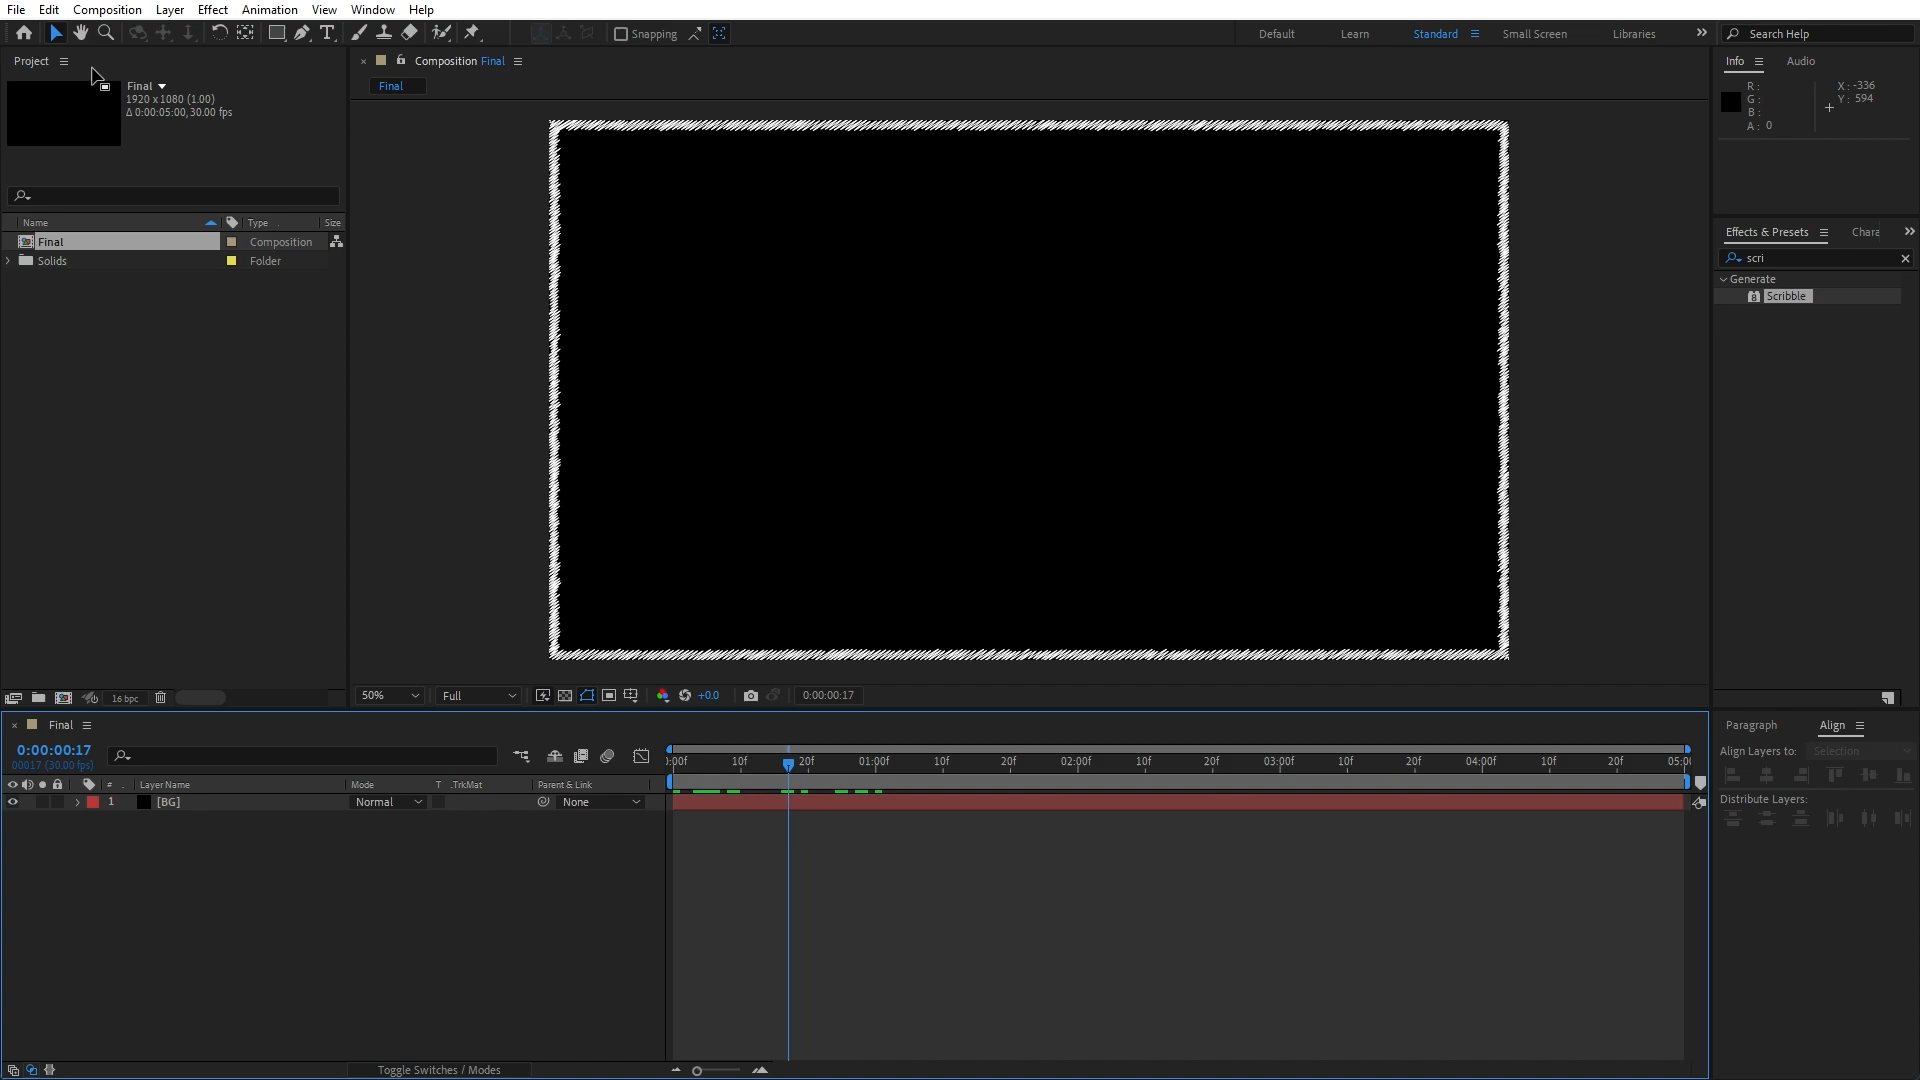 File Edit Composition Layer Effect Animation View Window Help
Snapping Default Learn Standard Small Screen Libraries Search Help
Project
Final
1920 x 1080 (1.00)
Δ 0:00:05:00, 30.00 fps
Name Type Size
Final Composition
Solids Folder
16 bpc
Composition Final
Final
50% Full +0.0 0:00:00:17
Info Audio
R :
G :
B :
A : 0
X : -336
Y : 594
Effects & Presets Chara
scri
Generate
Scribble
Final
0:00:00:17
00017 (30.00 fps)
# Layer Name Mode T .TrkMat Parent & Link
1 [BG] Normal None
):00f 10f 20f 01:00f 10f 20f 02:00f 10f 20f 03:00f 10f 20f 04:00f 10f 20f 05:0(
Toggle Switches / Modes
Paragraph Align
Align Layers to: Selection
Distribute Layers: